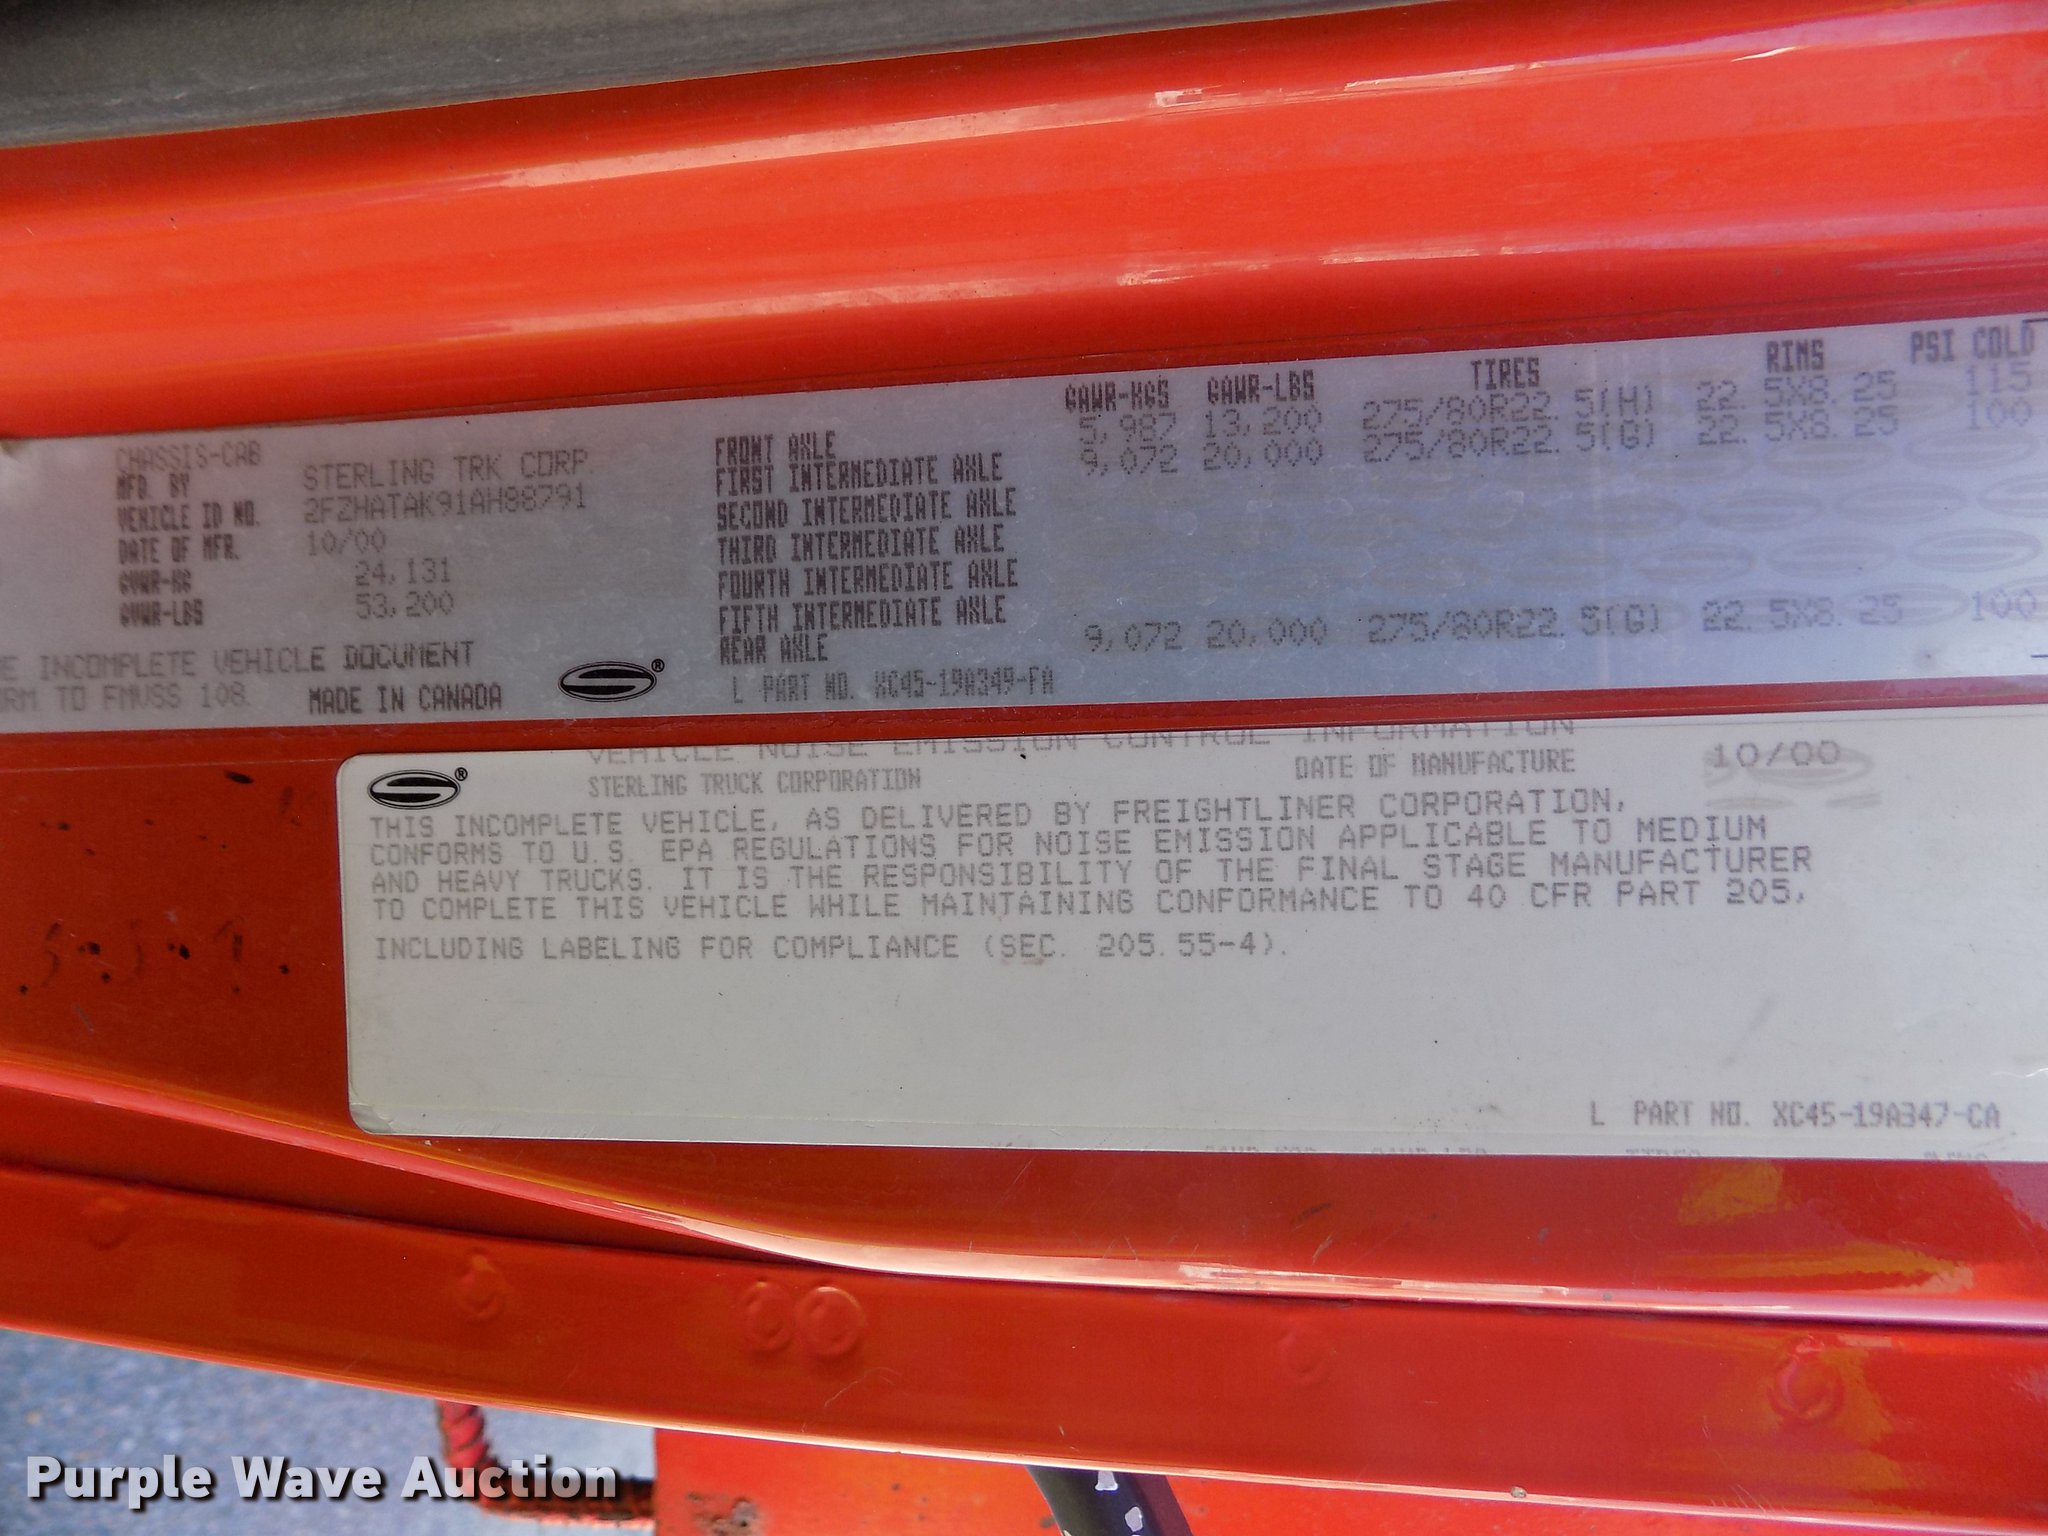 GAWR-KGS GAWR-LBS TIRES RIMS PSI COLD
CHASSIS-CAB
MFD. BY STERLING TRK CORP.
VEHICLE ID NO. 2FZHATAK91AH88791
DATE OF MFR. 10/00
GVWR-KG 24,131
GVWR-LBS 53,200
FRONT AXLE 5,987 13,200 275/80R22.5(H) 22.5X8.25 115
FIRST INTERMEDIATE AXLE 9,072 20,000 275/80R22.5(G) 22.5X8.25 100
SECOND INTERMEDIATE AXLE
THIRD INTERMEDIATE AXLE
FOURTH INTERMEDIATE AXLE
FIFTH INTERMEDIATE AXLE
REAR AXLE 9,072 20,000 275/80R22.5(G) 22.5X8.25 100
INCOMPLETE VEHICLE DOCUMENT
TO FMVSS 108. MADE IN CANADA
® L PART NO. XC45-19A349-FA
VEHICLE NOISE EMISSION CONTROL INFORMATION
® STERLING TRUCK CORPORATION DATE OF MANUFACTURE 10/00
THIS INCOMPLETE VEHICLE, AS DELIVERED BY FREIGHTLINER CORPORATION,
CONFORMS TO U.S. EPA REGULATIONS FOR NOISE EMISSION APPLICABLE TO MEDIUM
AND HEAVY TRUCKS. IT IS THE RESPONSIBILITY OF THE FINAL STAGE MANUFACTURER
TO COMPLETE THIS VEHICLE WHILE MAINTAINING CONFORMANCE TO 40 CFR PART 205,
INCLUDING LABELING FOR COMPLIANCE (SEC. 205.55-4).
L PART NO. XC45-19A347-CA
Purple Wave Auction